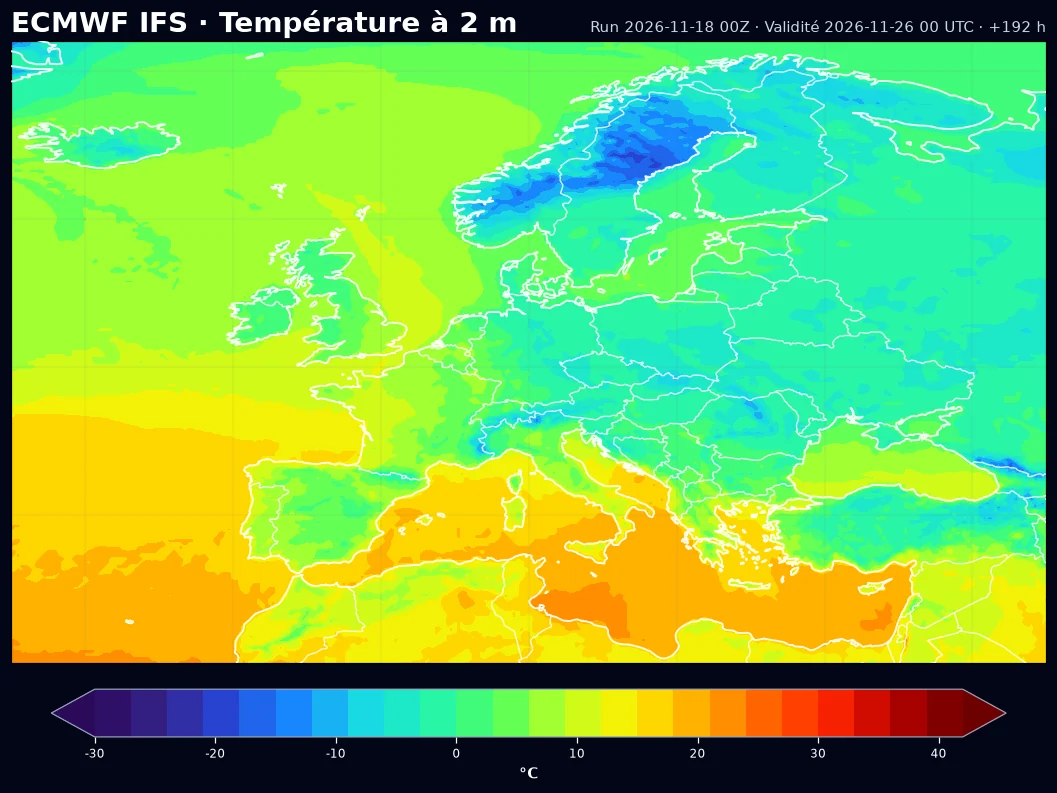 ECMWF IFS · Température à 2 m
Run 2026-11-18 00Z · Validité 2026-11-26 00 UTC · +192 h
-30 -20 -10 0 10 20 30 40
°C